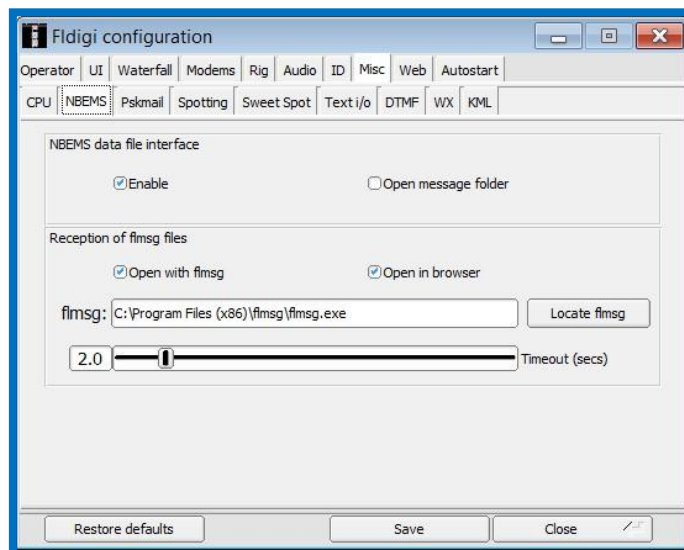 Fldigi configuration
Operator UI Waterfall Modems Rig Audio ID Misc Web Autostart
CPU NBEMS Pskmail Spotting Sweet Spot Text i/o DTMF WX KML
NBEMS data file interface
Enable Open message folder
Reception of flmsg files
Open with flmsg Open in browser
flmsg: C:\Program Files (x86)\flmsg\flmsg.exe Locate flmsg
2.0 Timeout (secs)
Restore defaults Save Close